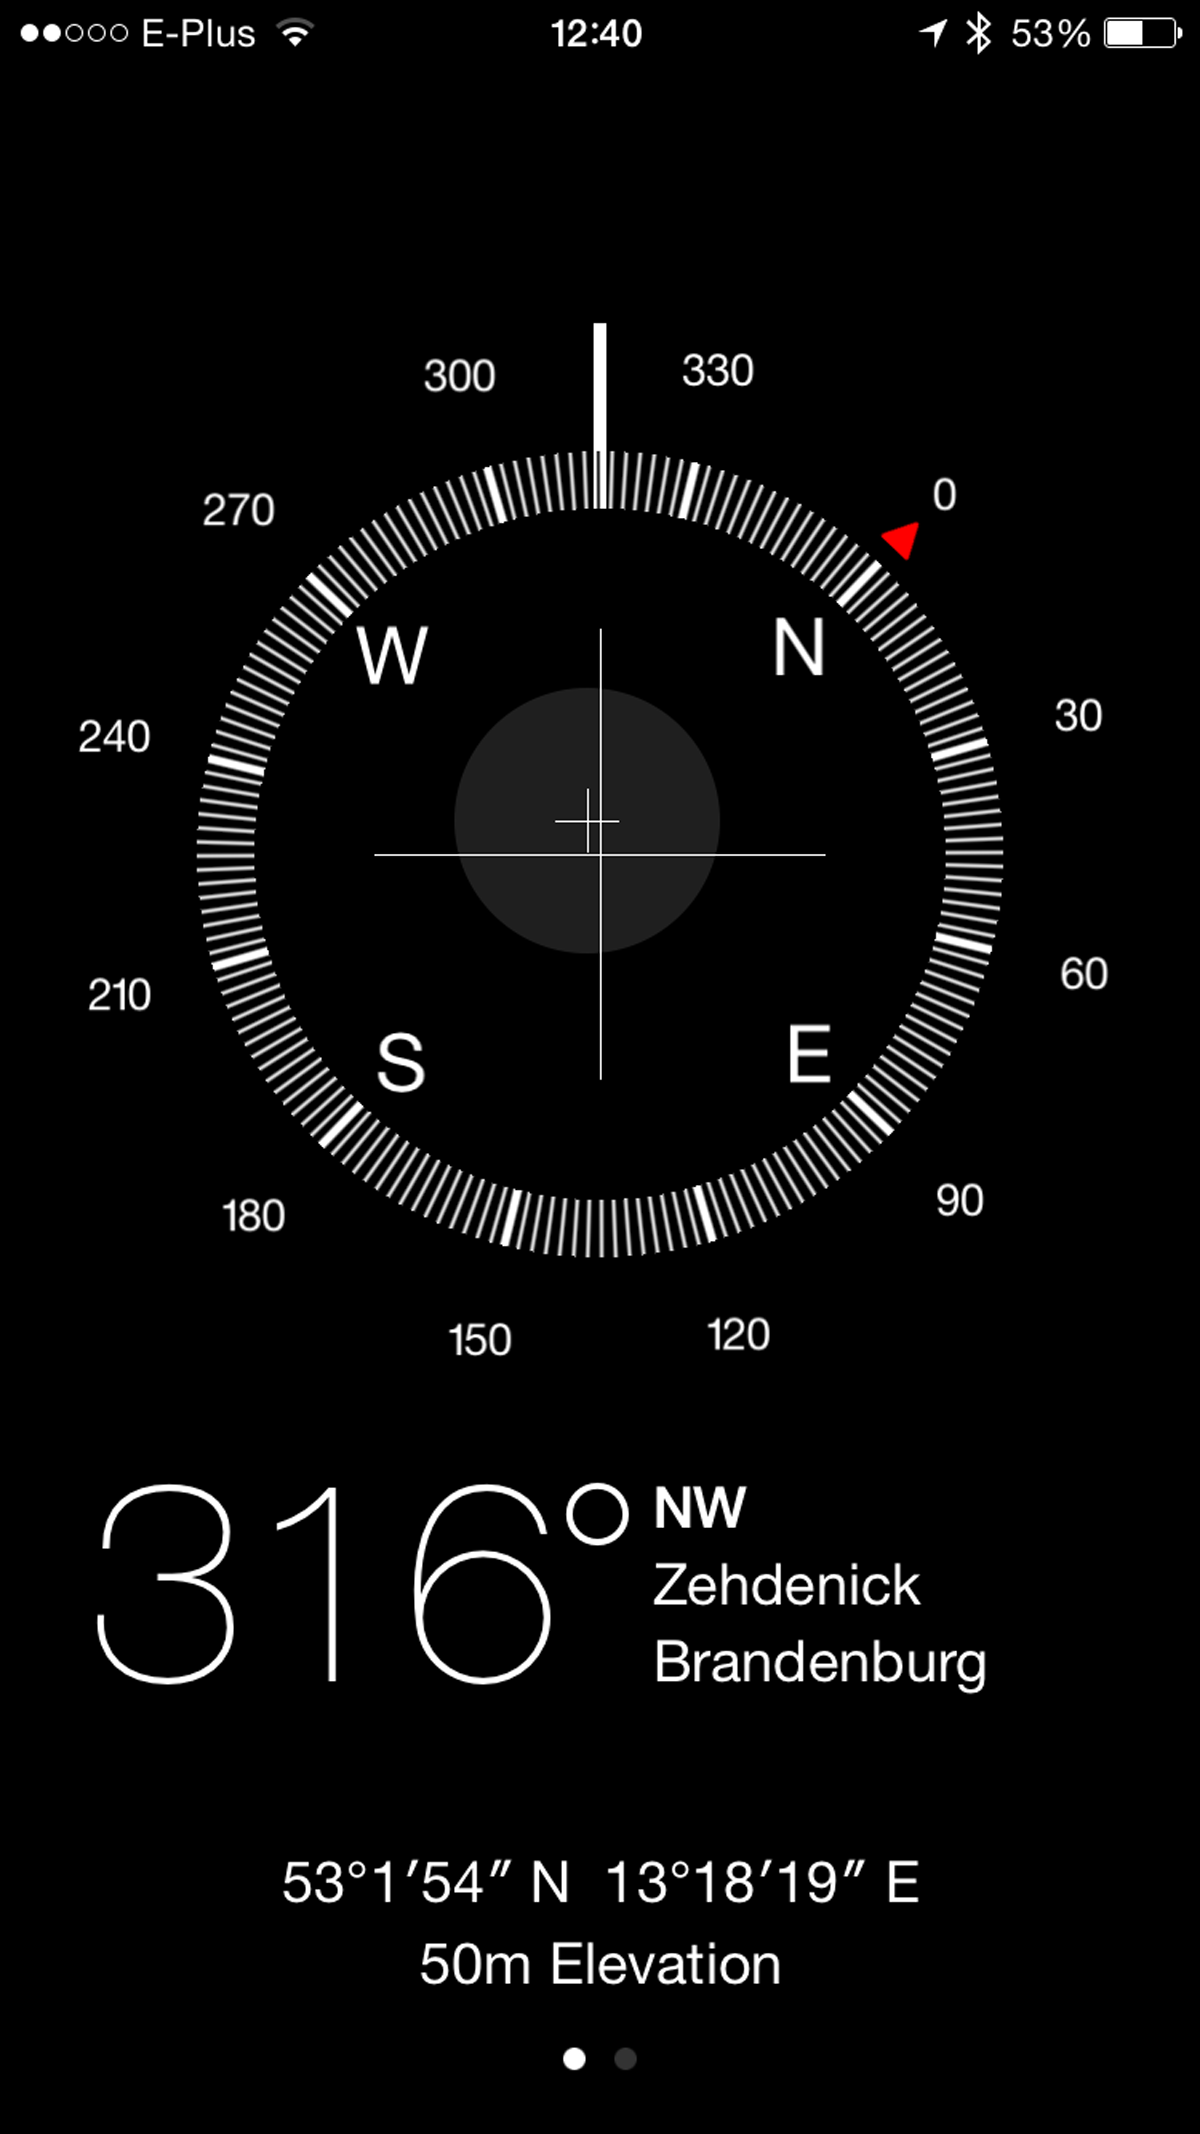 E-Plus 12:40 53%
300 330
270 0
W N
240 30
210 60
S E
180 90
150 120
316° NW
Zehdenick
Brandenburg
53°1′54″ N 13°18′19″ E
50m Elevation